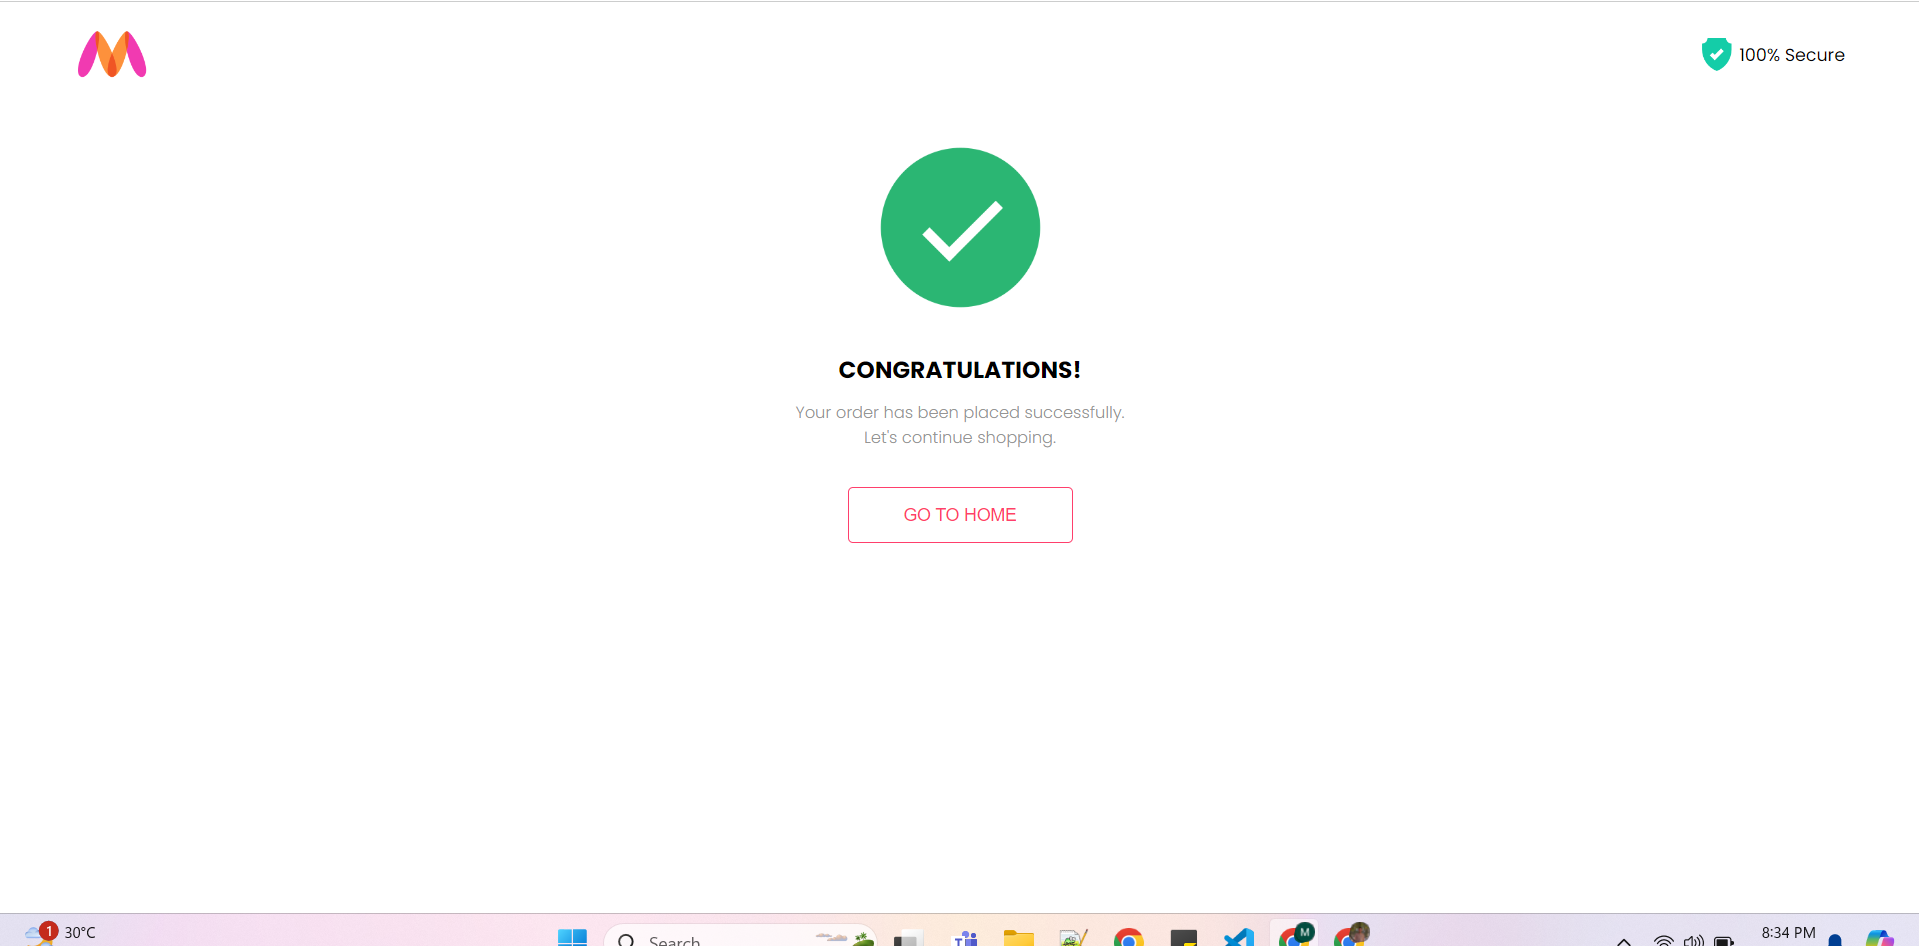 100% Secure
CONGRATULATIONS!
Your order has been placed successfully.
Let's continue shopping.
GO TO HOME
1
30°C
Search
T
M
8:34 PM